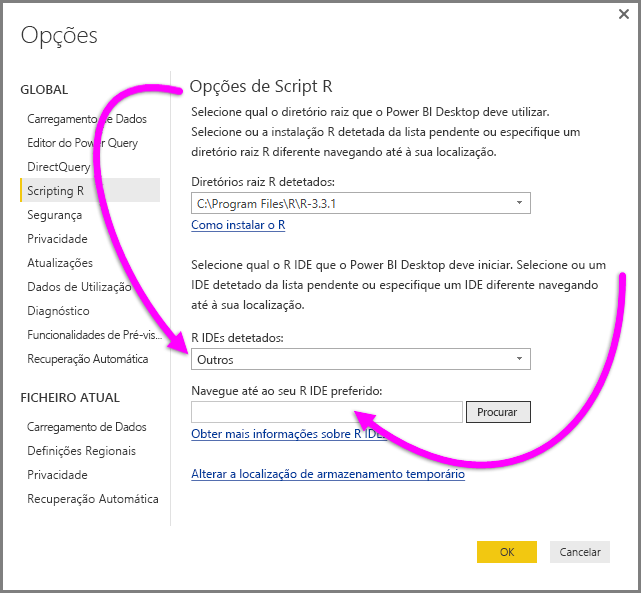 Opções
GLOBAL
Carregamento de Dados
Editor do Power Query
DirectQuery
Scripting R
Segurança
Privacidade
Atualizações
Dados de Utilização
Diagnóstico
Funcionalidades de Pré-vis...
Recuperação Automática
FICHEIRO ATUAL
Carregamento de Dados
Definições Regionais
Privacidade
Recuperação Automática
Opções de Script R
Selecione qual o diretório raiz que o Power BI Desktop deve utilizar.
Selecione ou a instalação R detetada da lista pendente ou especifique um
diretório raiz R diferente navegando até à sua localização.
Diretórios raiz R detetados:
C:\Program Files\R\R-3.3.1
Como instalar o R
Selecione qual o R IDE que o Power BI Desktop deve iniciar. Selecione ou um
IDE detetado da lista pendente ou especifique um IDE diferente navegando
até à sua localização.
R IDEs detetados:
Outros
Navegue até ao seu R IDE preferido:
Procurar
Obter mais informações sobre R IDEs
Alterar a localização de armazenamento temporário
OK
Cancelar